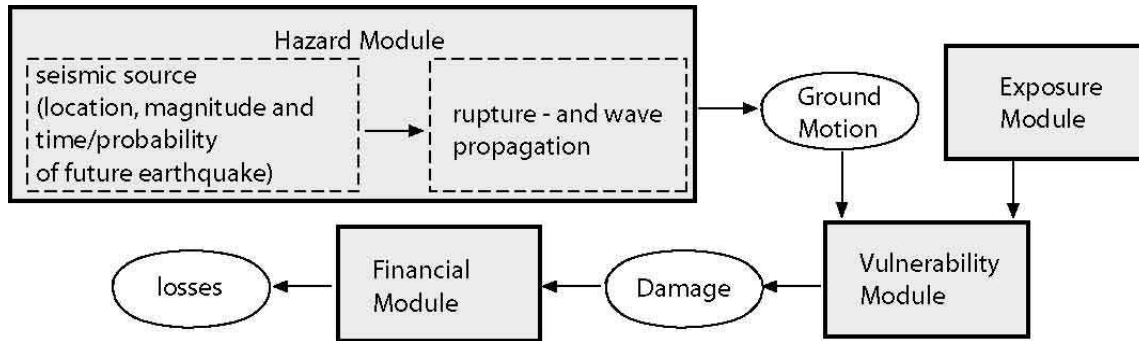 Hazard Module
seismic source
(location, magnitude and
time/probability
of future earthquake)
rupture - and wave
propagation
Ground
Motion
Exposure
Module
losses
Financial
Module
Damage
Vulnerability
Module